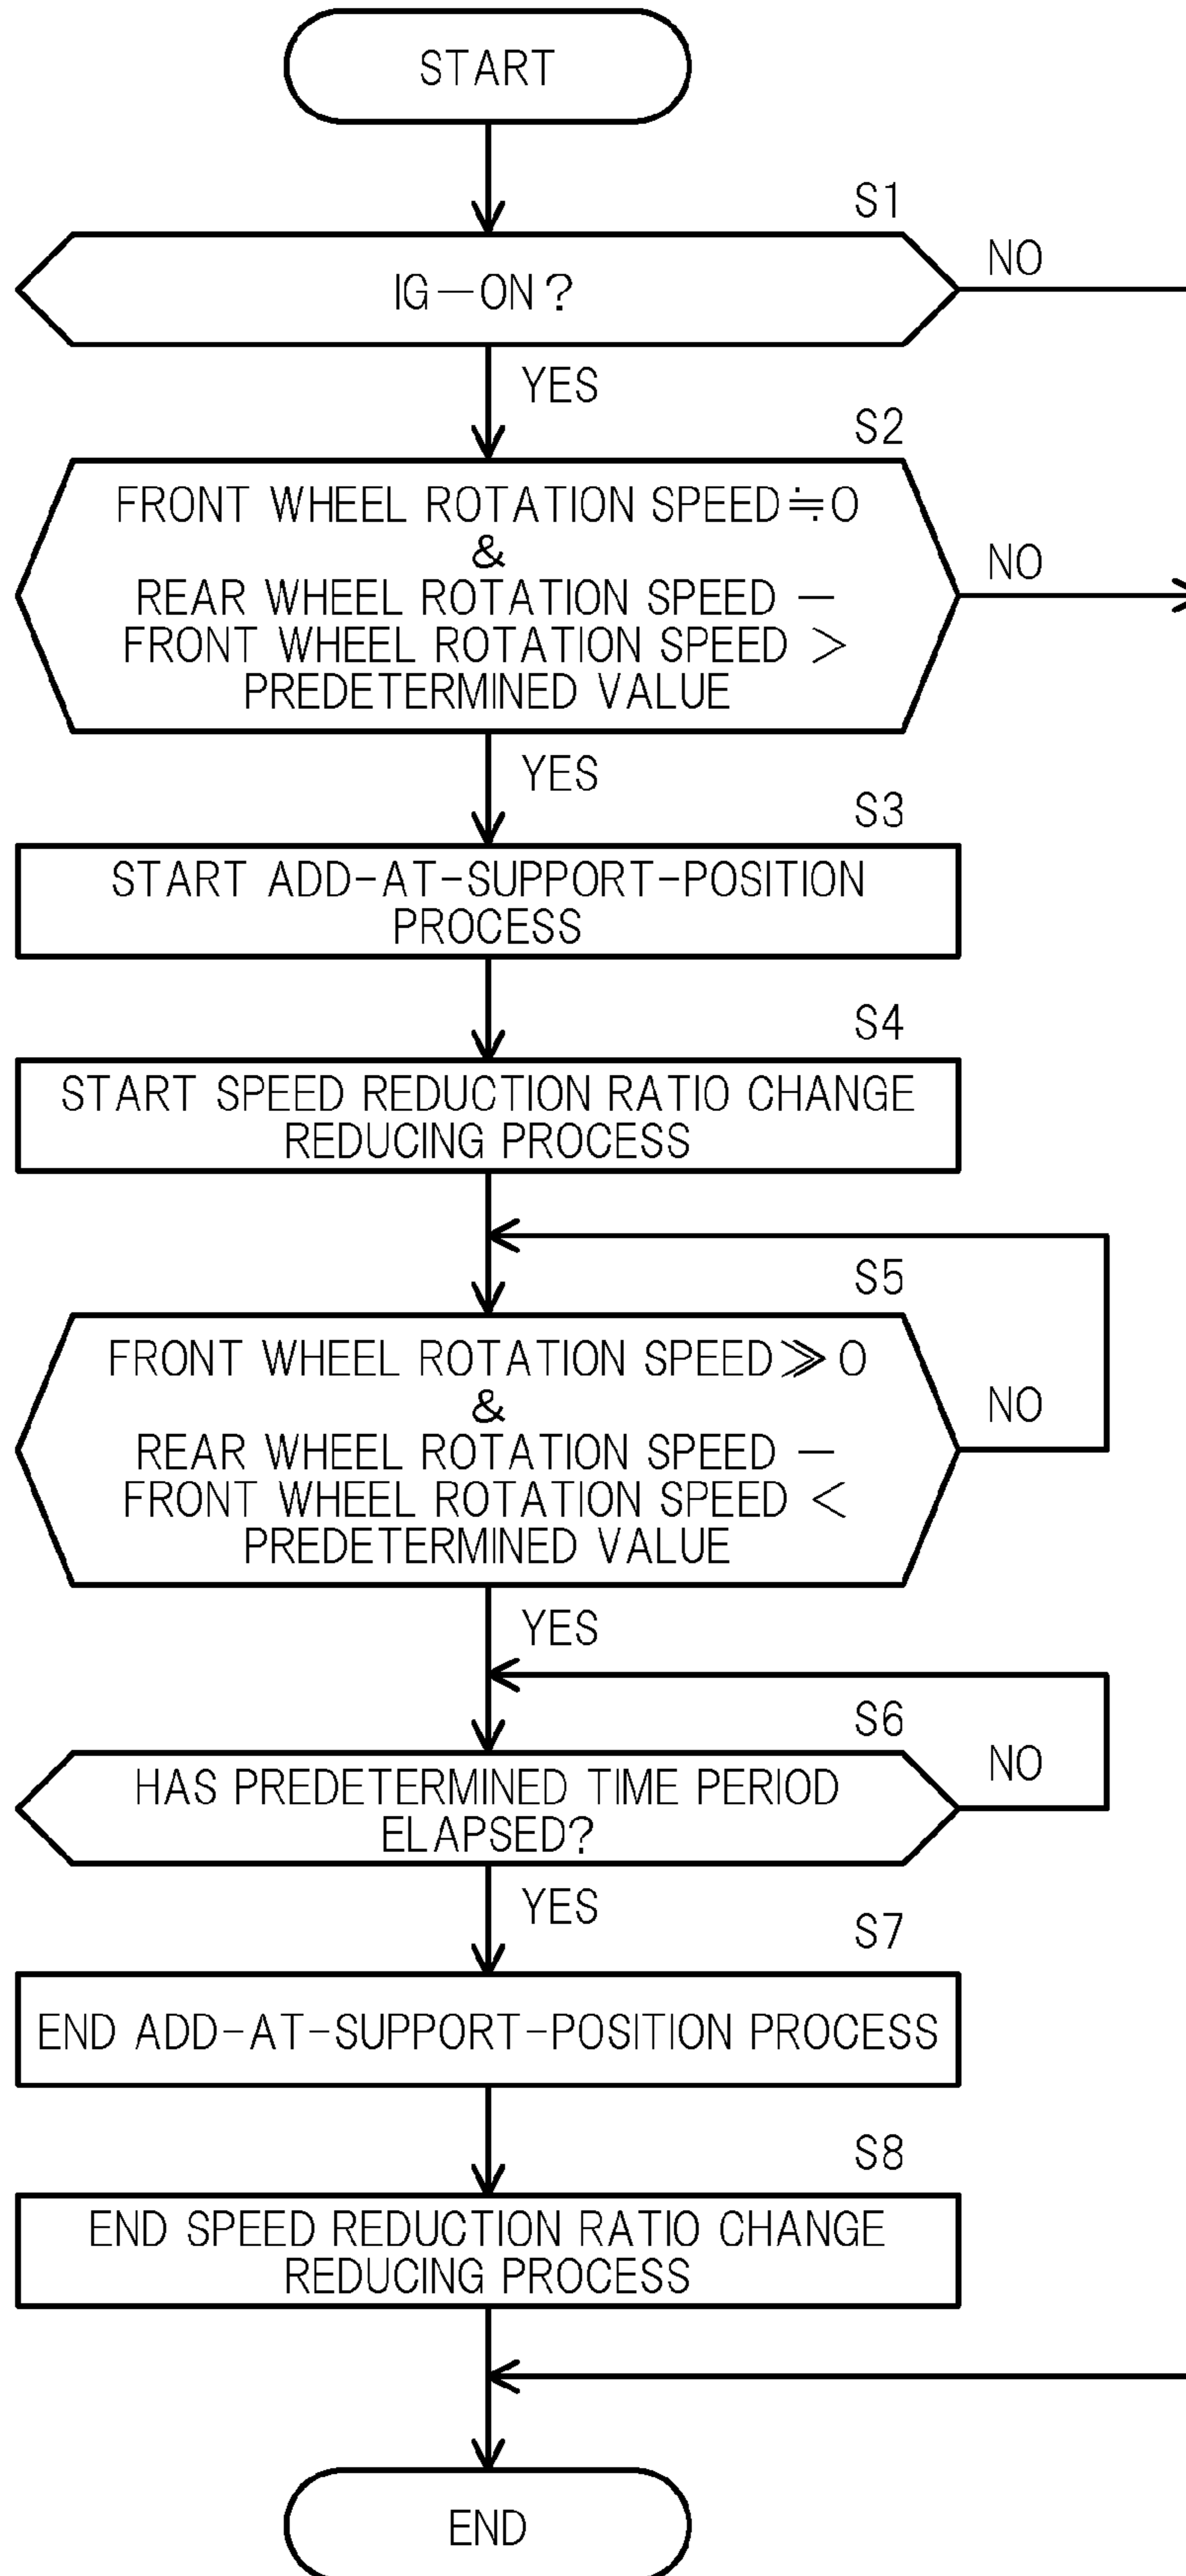 START
S1
IG—ON?
NO
YES
S2
FRONT WHEEL ROTATION SPEED≒0
&
REAR WHEEL ROTATION SPEED —
FRONT WHEEL ROTATION SPEED >
PREDETERMINED VALUE
NO
YES
S3
START ADD-AT-SUPPORT-POSITION
PROCESS
S4
START SPEED REDUCTION RATIO CHANGE
REDUCING PROCESS
S5
FRONT WHEEL ROTATION SPEED≫0
&
REAR WHEEL ROTATION SPEED —
FRONT WHEEL ROTATION SPEED <
PREDETERMINED VALUE
NO
YES
S6
HAS PREDETERMINED TIME PERIOD
ELAPSED?
NO
YES
S7
END ADD-AT-SUPPORT-POSITION PROCESS
S8
END SPEED REDUCTION RATIO CHANGE
REDUCING PROCESS
END